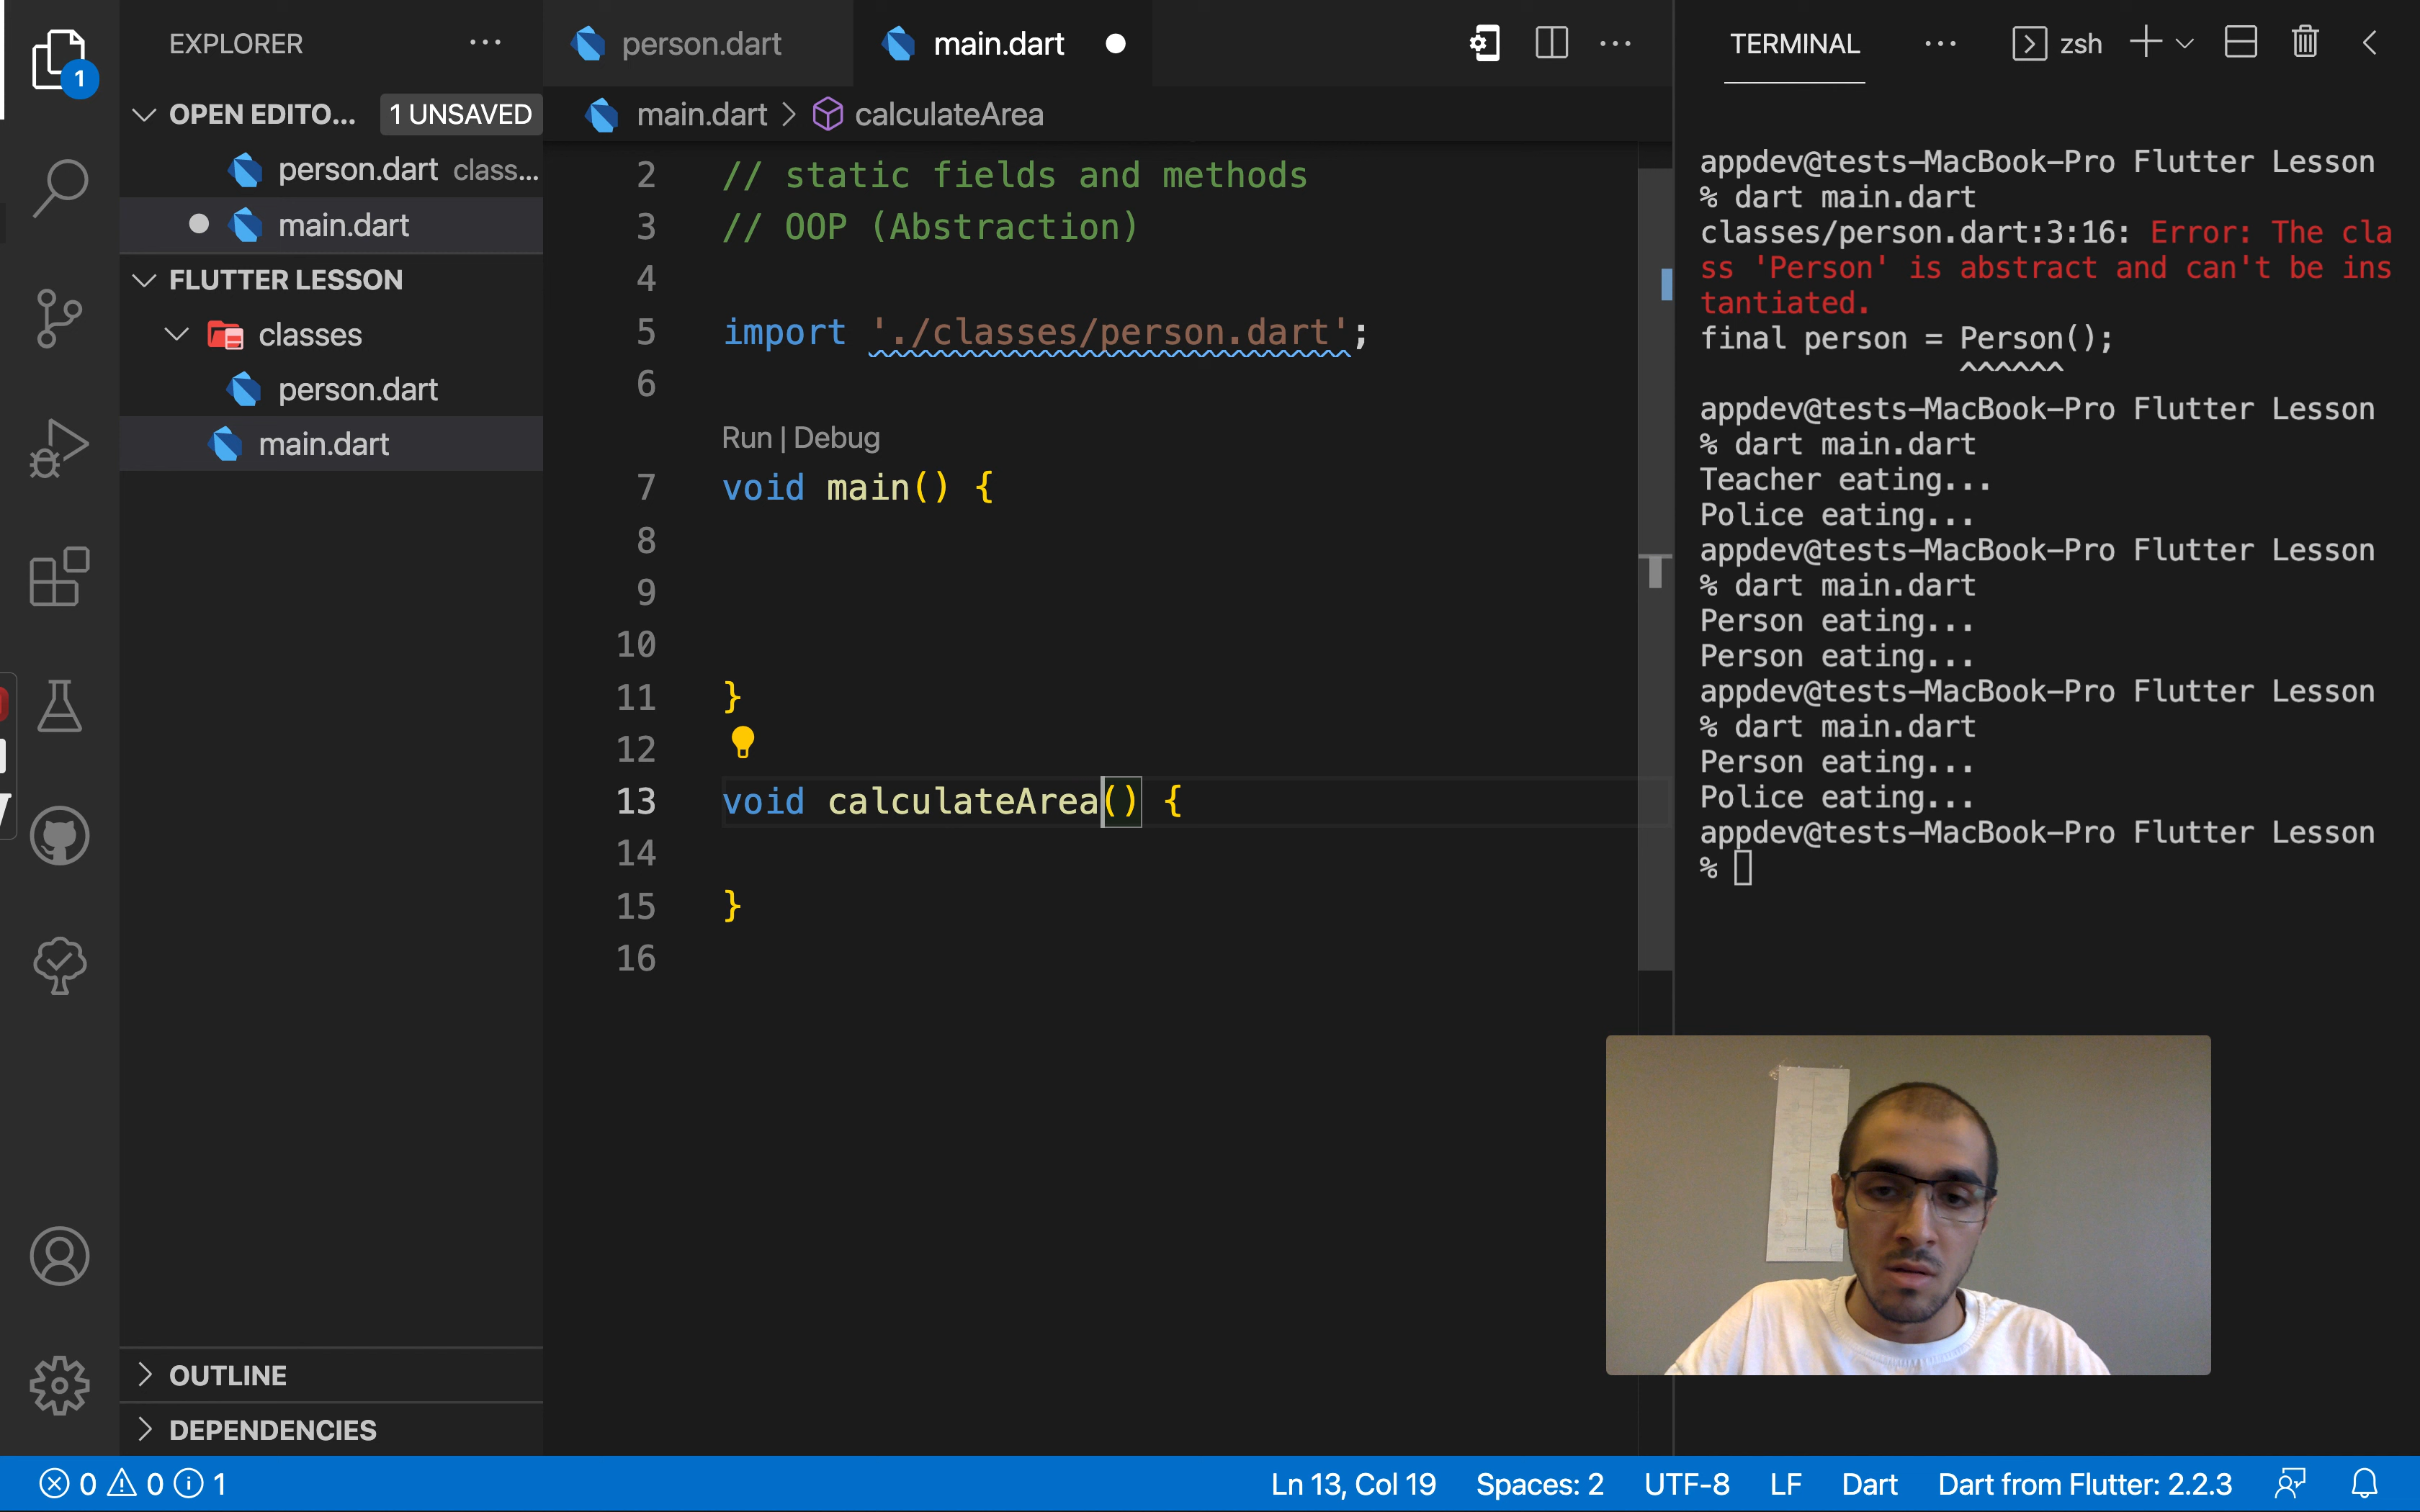 EXPLORER
1
OPEN EDITO...
1 UNSAVED
person.dart class...
main.dart
FLUTTER LESSON
classes
person.dart
main.dart
OUTLINE
DEPENDENCIES
person.dart
main.dart
main.dart > calculateArea
2 // static fields and methods
3 // OOP (Abstraction)
4
5 import './classes/person.dart';
6
Run | Debug
7 void main() {
8
9
10
11 }
12
13 void calculateArea() {
14
15 }
16
TERMINAL
zsh
appdev@tests-MacBook-Pro Flutter Lesson
% dart main.dart
classes/person.dart:3:16: Error: The cla
ss 'Person' is abstract and can't be ins
tantiated.
final person = Person();
^^^^^^
appdev@tests-MacBook-Pro Flutter Lesson
% dart main.dart
Teacher eating...
Police eating...
appdev@tests-MacBook-Pro Flutter Lesson
% dart main.dart
Person eating...
Person eating...
appdev@tests-MacBook-Pro Flutter Lesson
% dart main.dart
Person eating...
Police eating...
appdev@tests-MacBook-Pro Flutter Lesson
%
0 0 1
Ln 13, Col 19
Spaces: 2
UTF-8
LF
Dart
Dart from Flutter: 2.2.3